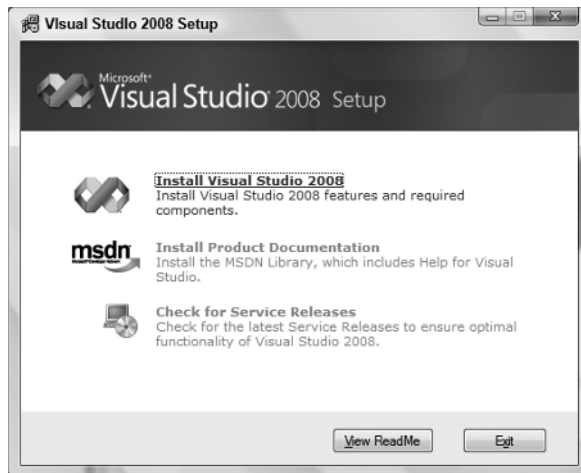 Visual Studio 2008 Setup
Microsoft®
Visual Studio® 2008 Setup
Install Visual Studio 2008
Install Visual Studio 2008 features and required
components.
msdn
Install Product Documentation
Install the MSDN Library, which includes Help for Visual
Studio.
Check for Service Releases
Check for the latest Service Releases to ensure optimal
functionality of Visual Studio 2008.
View ReadMe
Exit